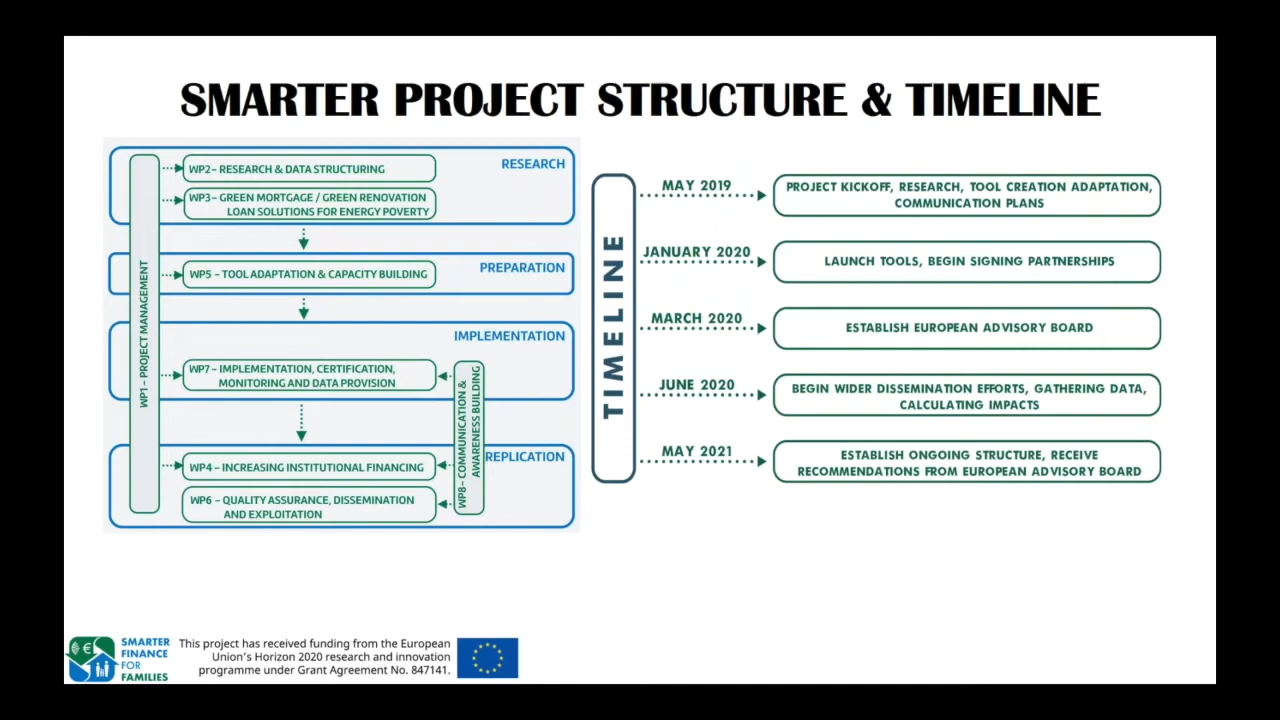 SMARTER PROJECT STRUCTURE & TIMELINE
RESEARCH
WP2– RESEARCH & DATA STRUCTURING
WP3– GREEN MORTGAGE / GREEN RENOVATION
LOAN SOLUTIONS FOR ENERGY POVERTY
PREPARATION
WP5 – TOOL ADAPTATION & CAPACITY BUILDING
IMPLEMENTATION
WP7 – IMPLEMENTATION, CERTIFICATION,
MONITORING AND DATA PROVISION
REPLICATION
WP4 – INCREASING INSTITUTIONAL FINANCING
WP6 – QUALITY ASSURANCE, DISSEMINATION
AND EXPLOITATION
WP1 – PROJECT MANAGEMENT
WP8– COMMUNICATION &
AWARENESS BUILDING
TIMELINE
MAY 2019
PROJECT KICKOFF, RESEARCH, TOOL CREATION ADAPTATION,
COMMUNICATION PLANS
JANUARY 2020
LAUNCH TOOLS, BEGIN SIGNING PARTNERSHIPS
MARCH 2020
ESTABLISH EUROPEAN ADVISORY BOARD
JUNE 2020
BEGIN WIDER DISSEMINATION EFFORTS, GATHERING DATA,
CALCULATING IMPACTS
MAY 2021
ESTABLISH ONGOING STRUCTURE, RECEIVE
RECOMMENDATIONS FROM EUROPEAN ADVISORY BOARD
€
SMARTER
FINANCE
FOR
FAMILIES
This project has received funding from the European
Union's Horizon 2020 research and innovation
programme under Grant Agreement No. 847141.